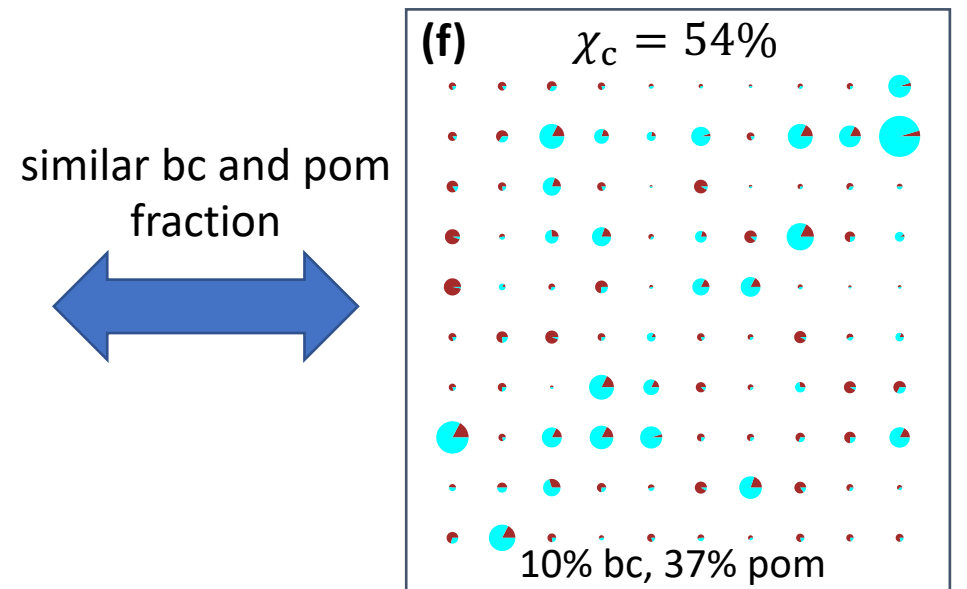 similar bc and pom
fraction
(f)
χc = 54%
10% bc, 37% pom